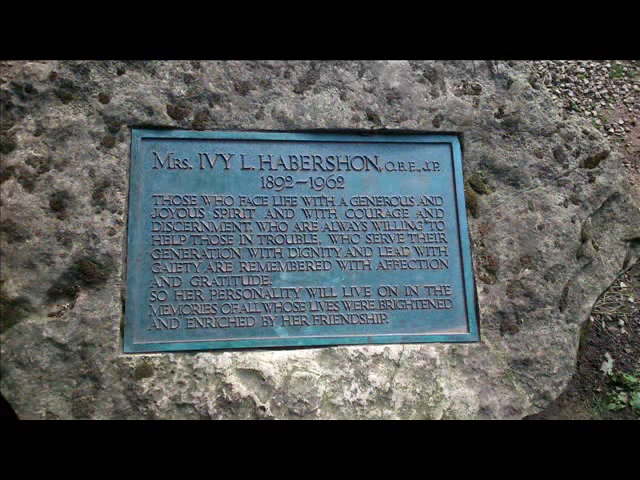 MRS. IVY L. HABERSHON, O.B.E., J.P.
1892–1962
THOSE WHO FACE LIFE WITH A GENEROUS AND
JOYOUS SPIRIT AND WITH COURAGE AND
DISCERNMENT, WHO ARE ALWAYS WILLING TO
HELP THOSE IN TROUBLE, WHO SERVE THEIR
GENERATION WITH DIGNITY AND LEAD WITH
GAIETY ARE REMEMBERED WITH AFFECTION
AND GRATITUDE.
SO HER PERSONALITY WILL LIVE ON IN THE
MEMORIES OF ALL WHOSE LIVES WERE BRIGHTENED
AND ENRICHED BY HER FRIENDSHIP.